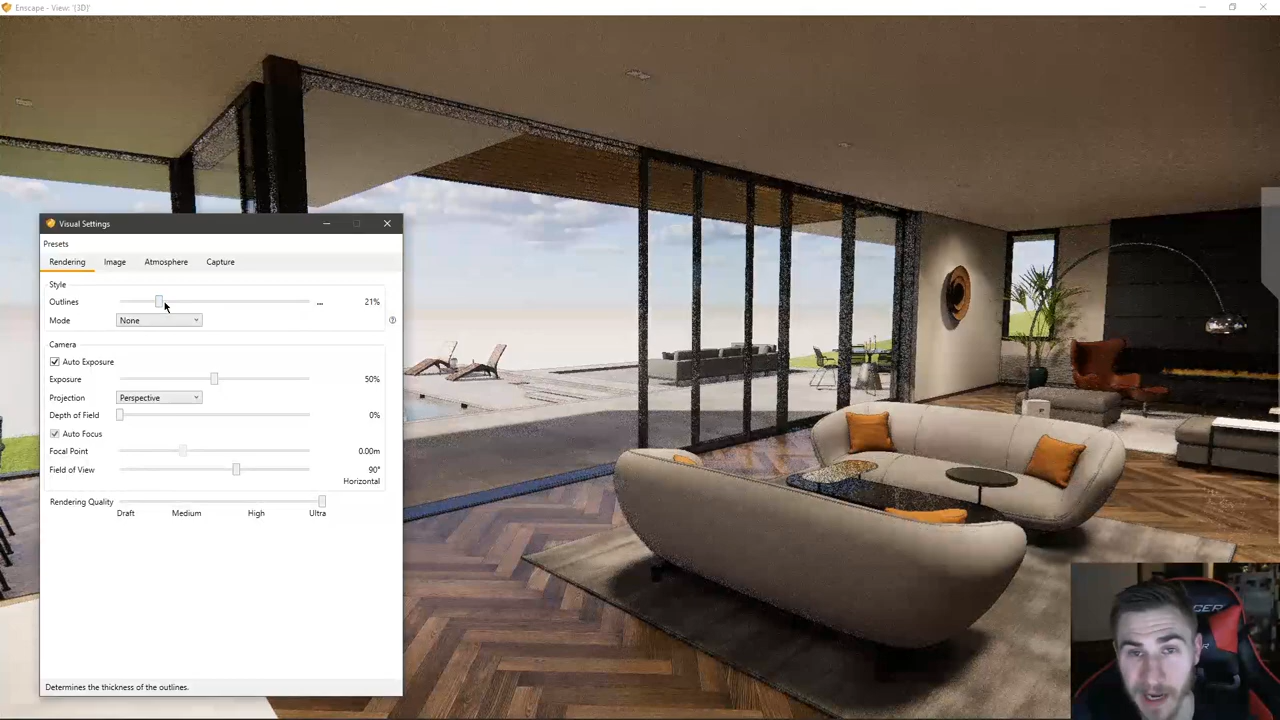 Enscape - View: '{3D}'
Visual Settings
Presets
Rendering Image Atmosphere Capture
Style
Outlines ... 21%
Mode None
Camera
Auto Exposure
Exposure 50%
Projection Perspective
Depth of Field 0%
Auto Focus
Focal Point 0.00m
Field of View 90°
Horizontal
Rendering Quality
Draft Medium High Ultra
Determines the thickness of the outlines.